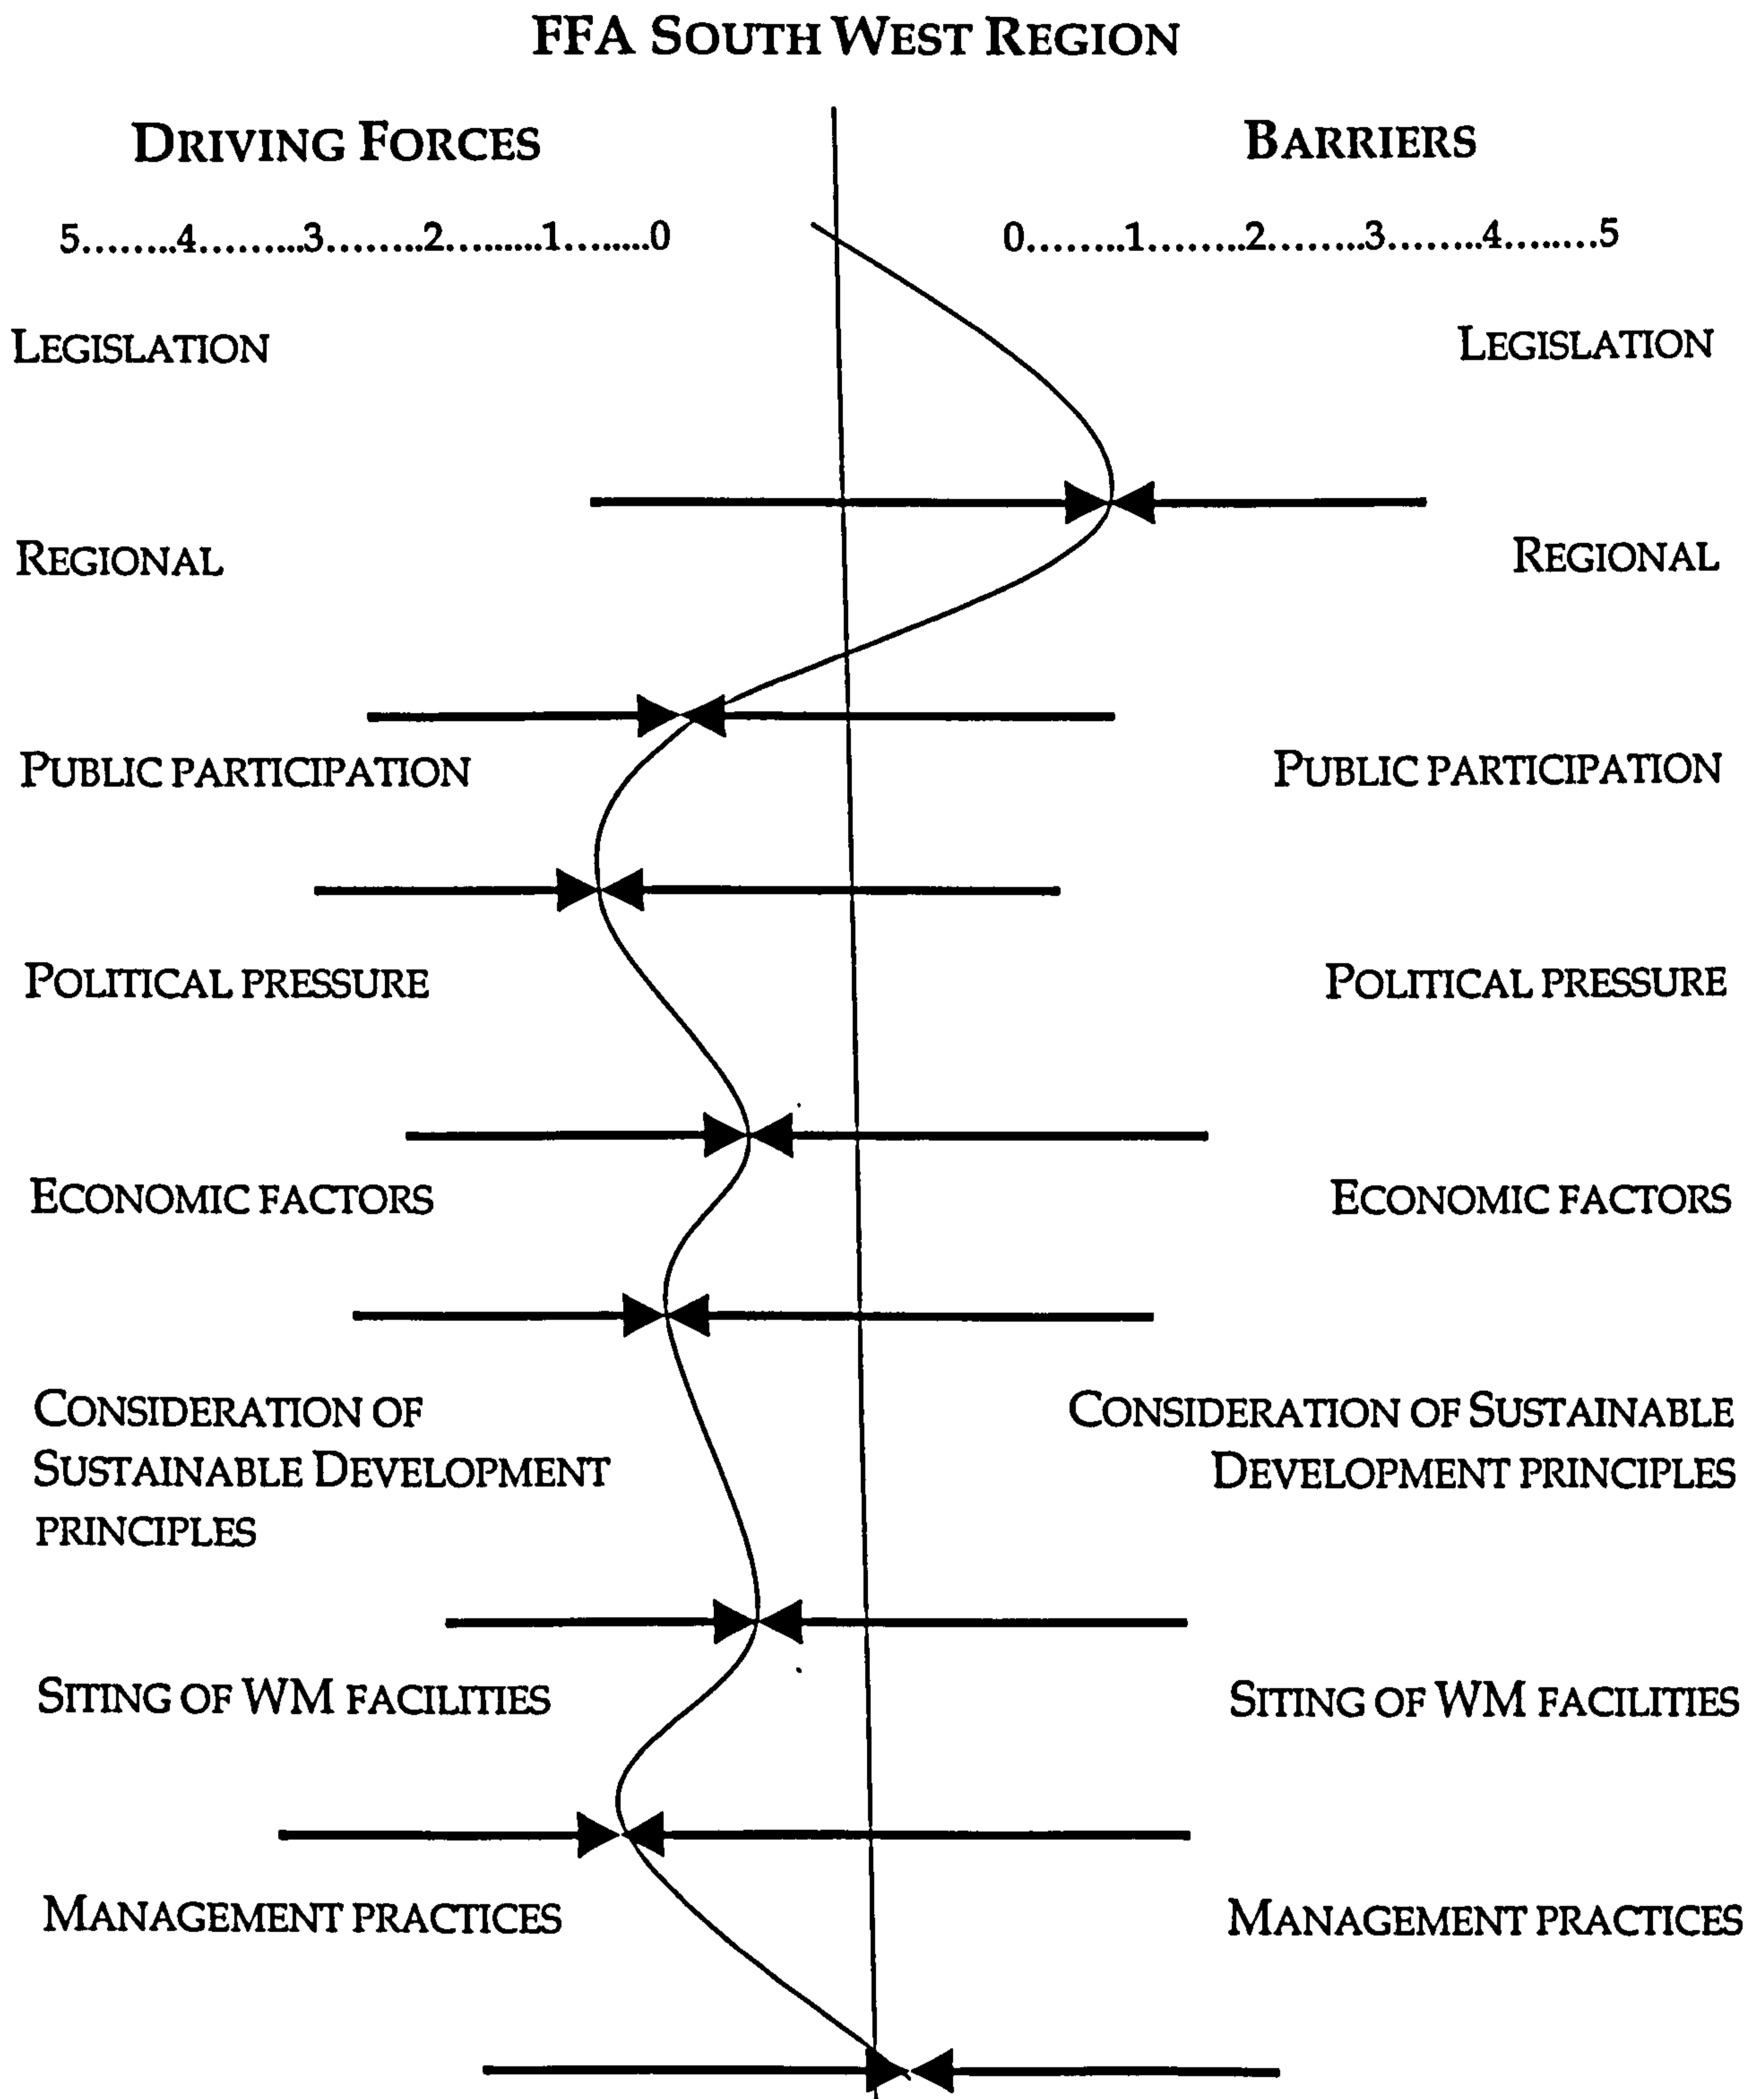 FFA SOUTH WEST REGION
DRIVING FORCES
BARRIERS
5........4.........3........2.........1........0
0........1........2........3........4........5
LEGISLATION
LEGISLATION
REGIONAL
REGIONAL
PUBLIC PARTICIPATION
PUBLIC PARTICIPATION
POLITICAL PRESSURE
POLITICAL PRESSURE
ECONOMIC FACTORS
ECONOMIC FACTORS
CONSIDERATION OF
SUSTAINABLE DEVELOPMENT
PRINCIPLES
CONSIDERATION OF SUSTAINABLE
DEVELOPMENT PRINCIPLES
SITING OF WM FACILITIES
SITING OF WM FACILITIES
MANAGEMENT PRACTICES
MANAGEMENT PRACTICES